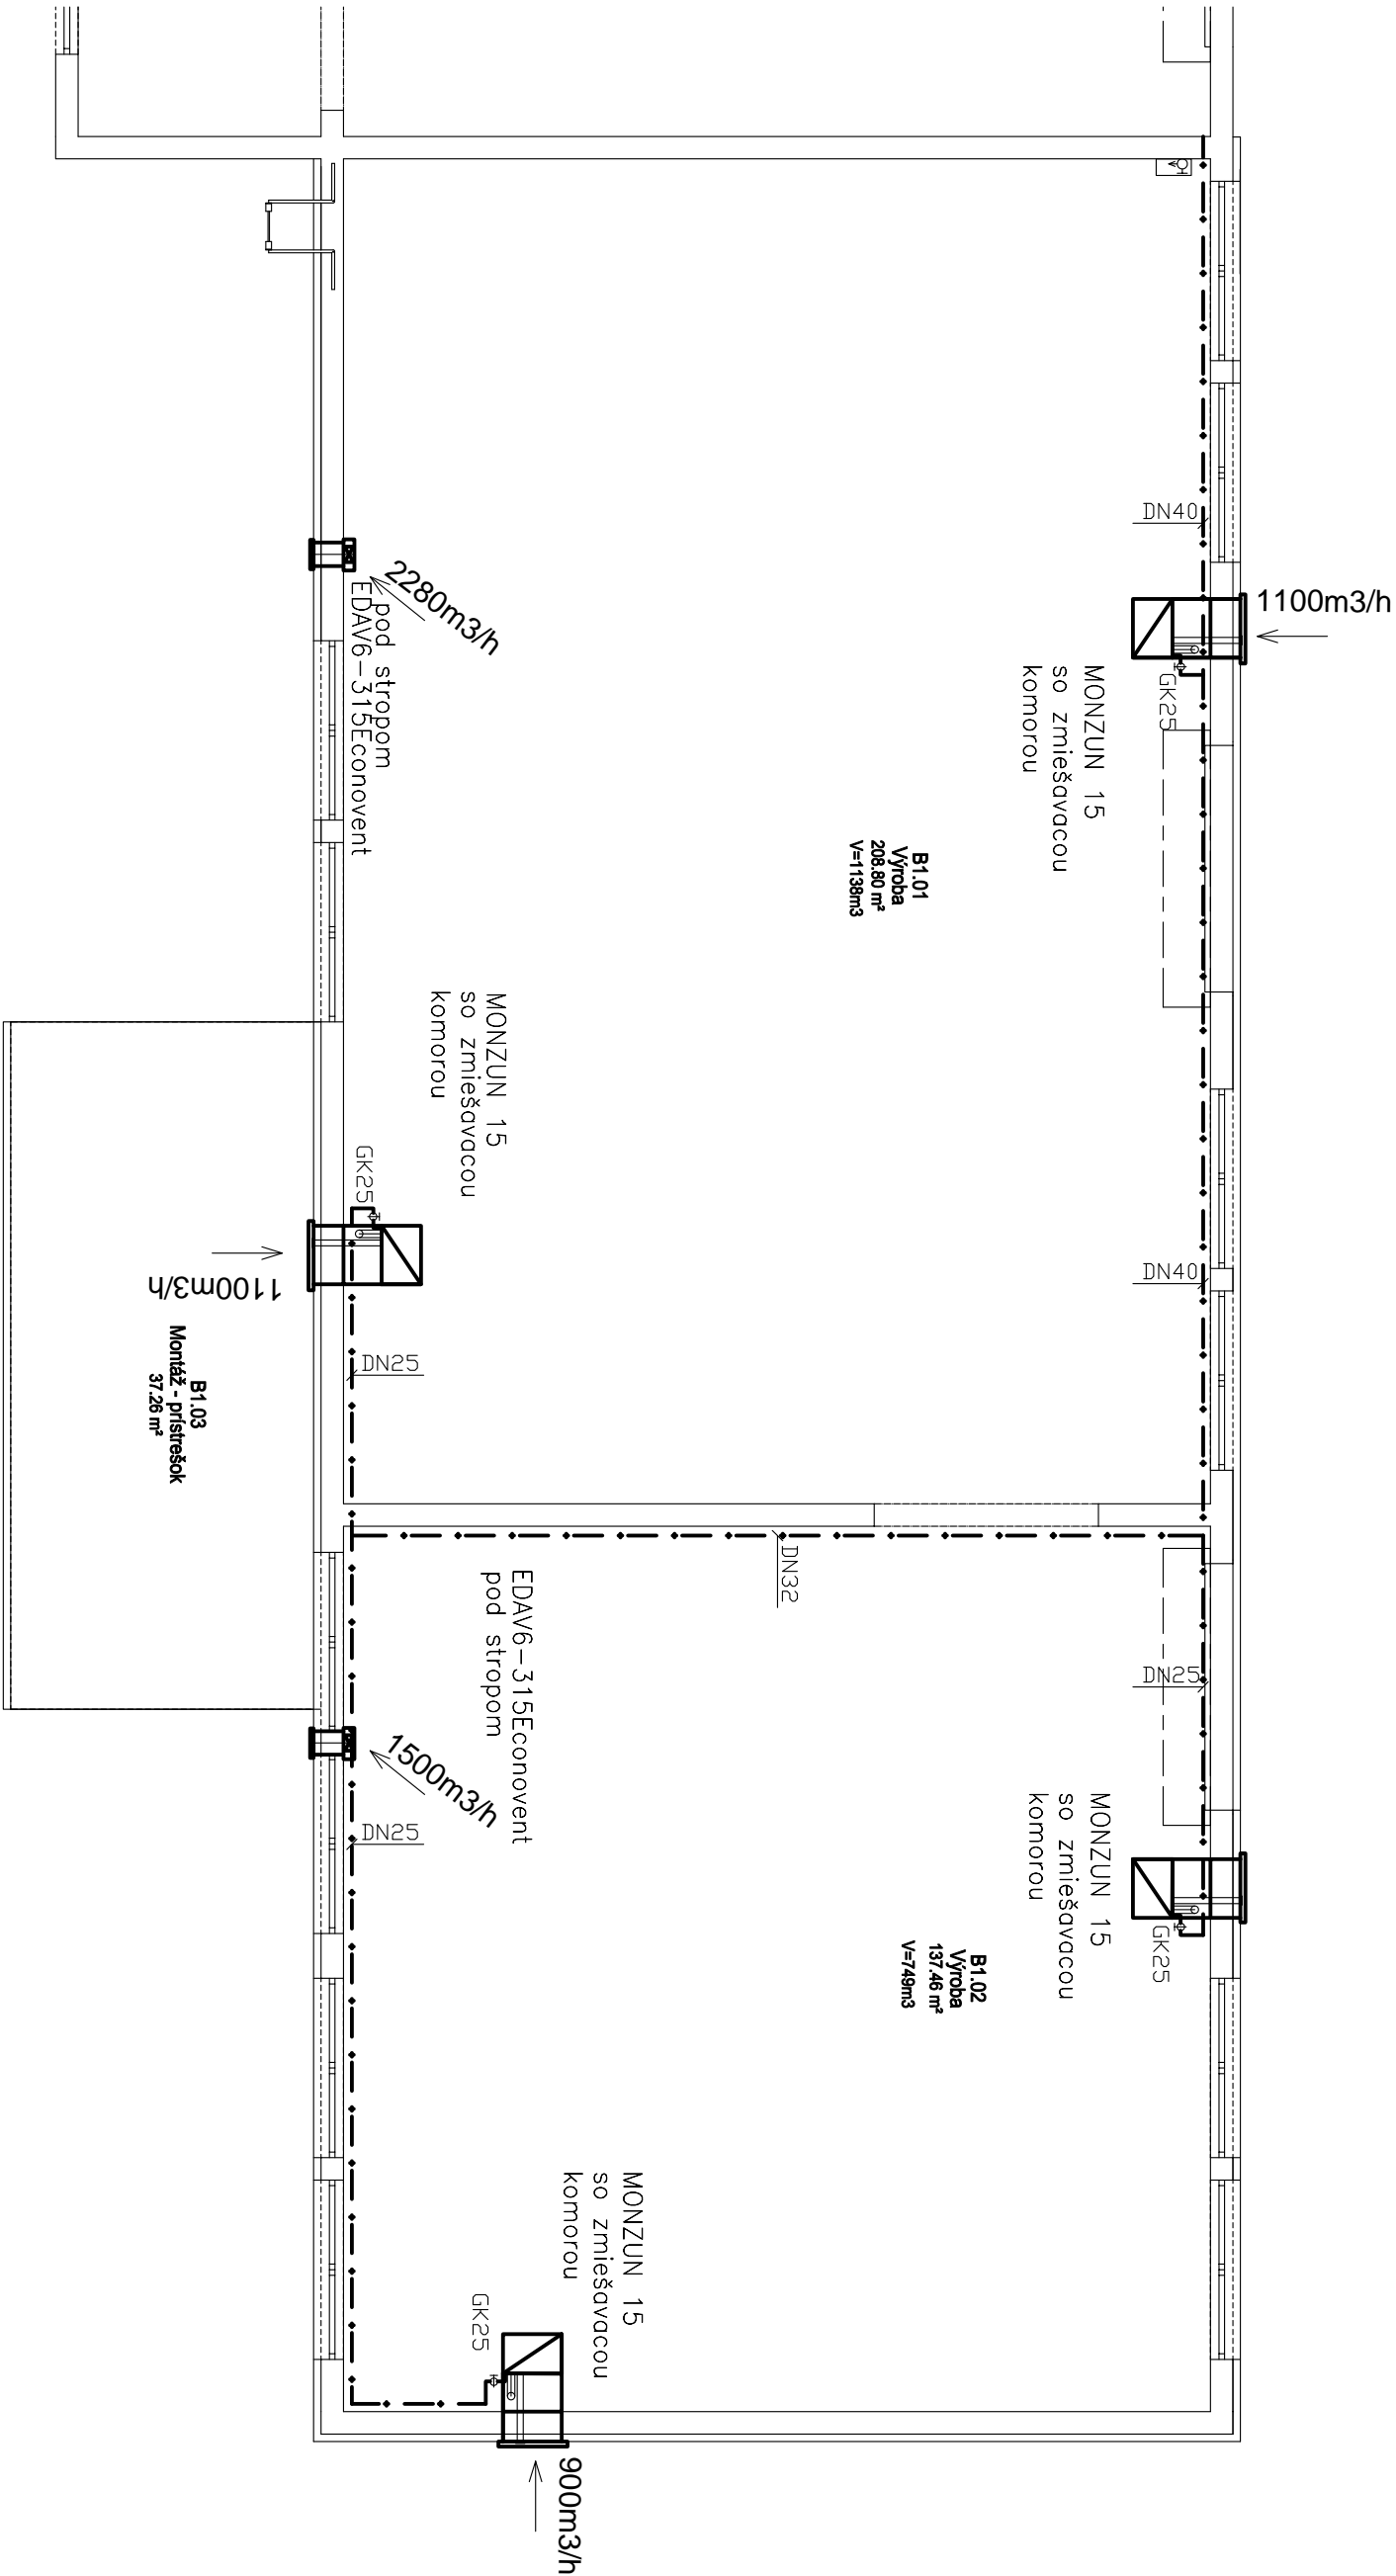 DN40
1100m3/h
GK25
MONZUN 15
so zmiešavacou
komorou
2280m3/h
pod stropom
EDAV6-315Econovent
B1.01
Výroba
208.80 m²
V=1138m3
MONZUN 15
so zmiešavacou
komorou
GK25
1100m3/h
DN40
DN25
B1.03
Montáž - prístrešok
37.26 m²
DN32
EDAV6-315Econovent
pod stropom
DN25
1500m3/h
DN25
MONZUN 15
so zmiešavacou
komorou
GK25
B1.02
Výroba
137.46 m²
V=749m3
MONZUN 15
so zmiešavacou
komorou
GK25
900m3/h